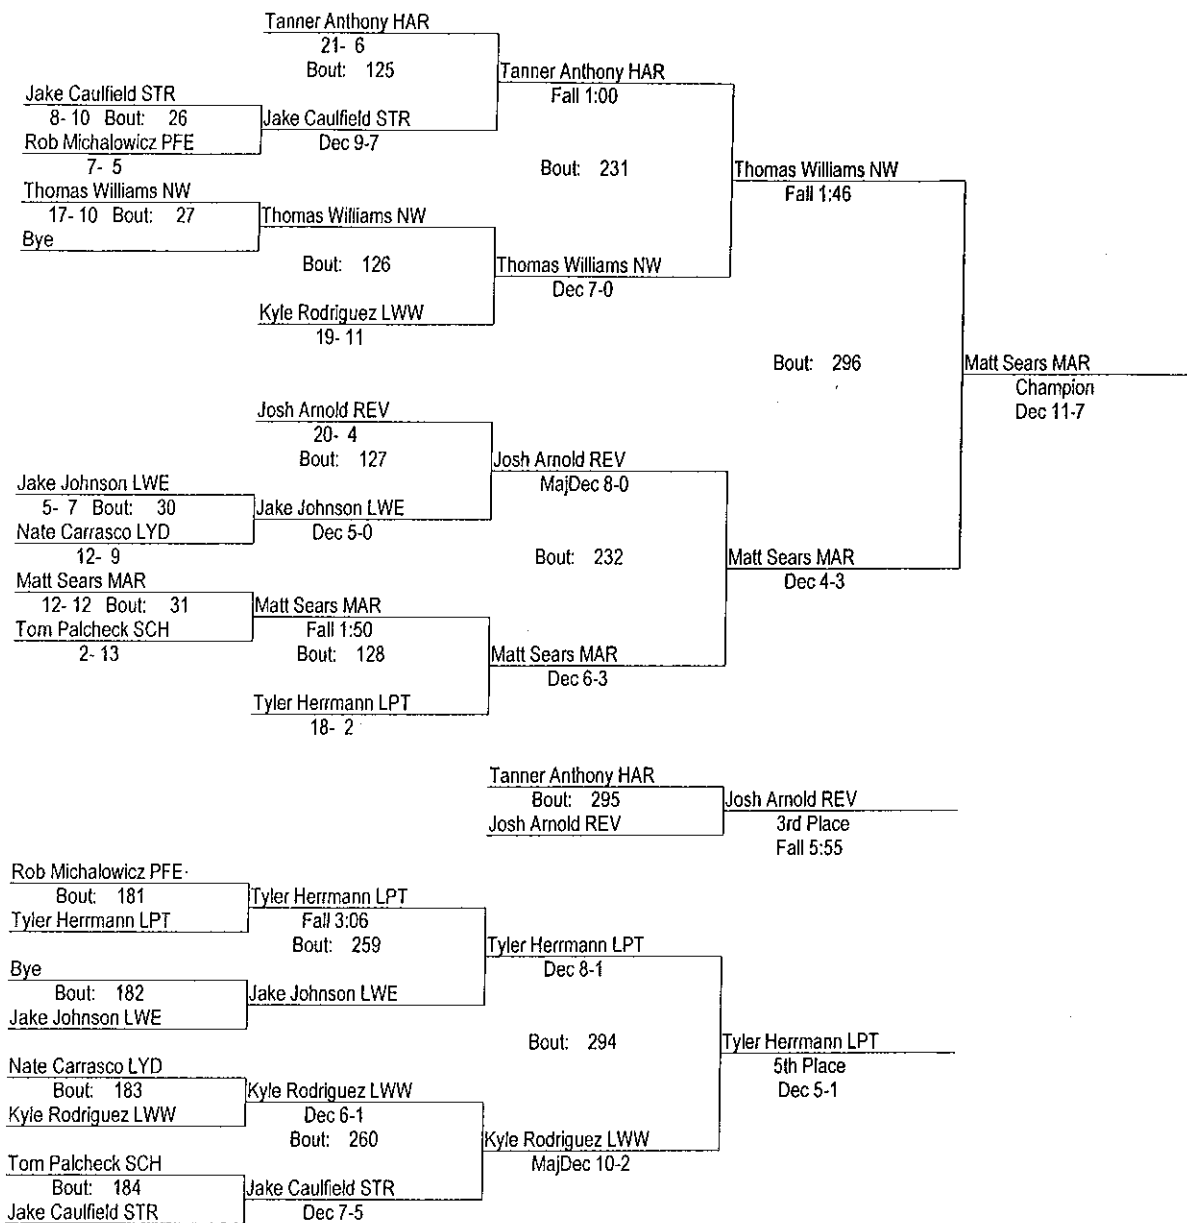 Tanner Anthony HAR
21- 6
Bout: 125
Tanner Anthony HAR
Fall 1:00
Jake Caulfield STR
8- 10 Bout: 26
Jake Caulfield STR
Dec 9-7
Rob Michalowicz PFE
7- 5
Bout: 231
Thomas Williams NW
Fall 1:46
Thomas Williams NW
17- 10 Bout: 27
Thomas Williams NW
Bye
Bout: 126
Thomas Williams NW
Dec 7-0
Kyle Rodriguez LWW
19- 11
Bout: 296
Matt Sears MAR
Champion
Dec 11-7
Josh Arnold REV
20- 4
Bout: 127
Josh Arnold REV
MajDec 8-0
Jake Johnson LWE
5- 7 Bout: 30
Jake Johnson LWE
Dec 5-0
Nate Carrasco LYD
12- 9
Bout: 232
Matt Sears MAR
Dec 4-3
Matt Sears MAR
12- 12 Bout: 31
Matt Sears MAR
Fall 1:50
Tom Palcheck SCH
2- 13
Bout: 128
Matt Sears MAR
Dec 6-3
Tyler Herrmann LPT
18- 2
Tanner Anthony HAR
Bout: 295
Josh Arnold REV
Josh Arnold REV
3rd Place
Fall 5:55
Rob Michalowicz PFE
Bout: 181
Tyler Herrmann LPT
Tyler Herrmann LPT
Fall 3:06
Bout: 259
Tyler Herrmann LPT
Dec 8-1
Bye
Bout: 182
Jake Johnson LWE
Jake Johnson LWE
Bout: 294
Tyler Herrmann LPT
5th Place
Dec 5-1
Nate Carrasco LYD
Bout: 183
Kyle Rodriguez LWW
Kyle Rodriguez LWW
Dec 6-1
Bout: 260
Kyle Rodriguez LWW
MajDec 10-2
Tom Palcheck SCH
Bout: 184
Jake Caulfield STR
Jake Caulfield STR
Dec 7-5